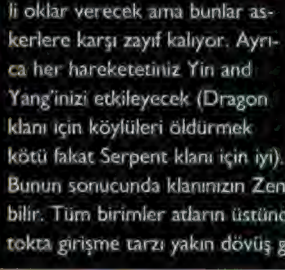 li oklar verecek ama bunlar as-
kerlere karşı zayıf kalıyor. Ayrı-
ca her hareketetiniz Yin and
Yang'inizi etkileyecek (Dragon
klanı için köylüleri öldürmek
kötü fakat Serpent klanı için iyi).
Bunun sonucunda klanınızın Zen
bilir. Tüm birimler atların üstünd
tokta girişme tarzı yakın dövüş g